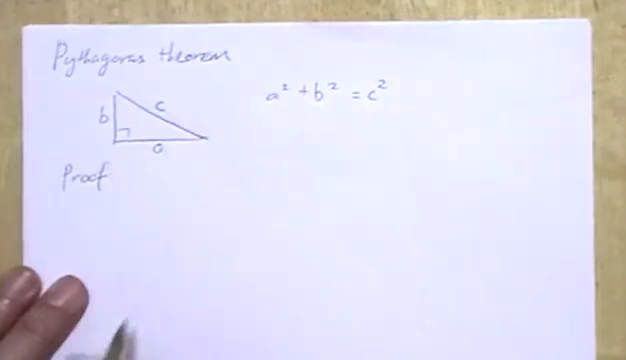 Pythagoras theorem
a² + b² = c²
c
b
a
Proof